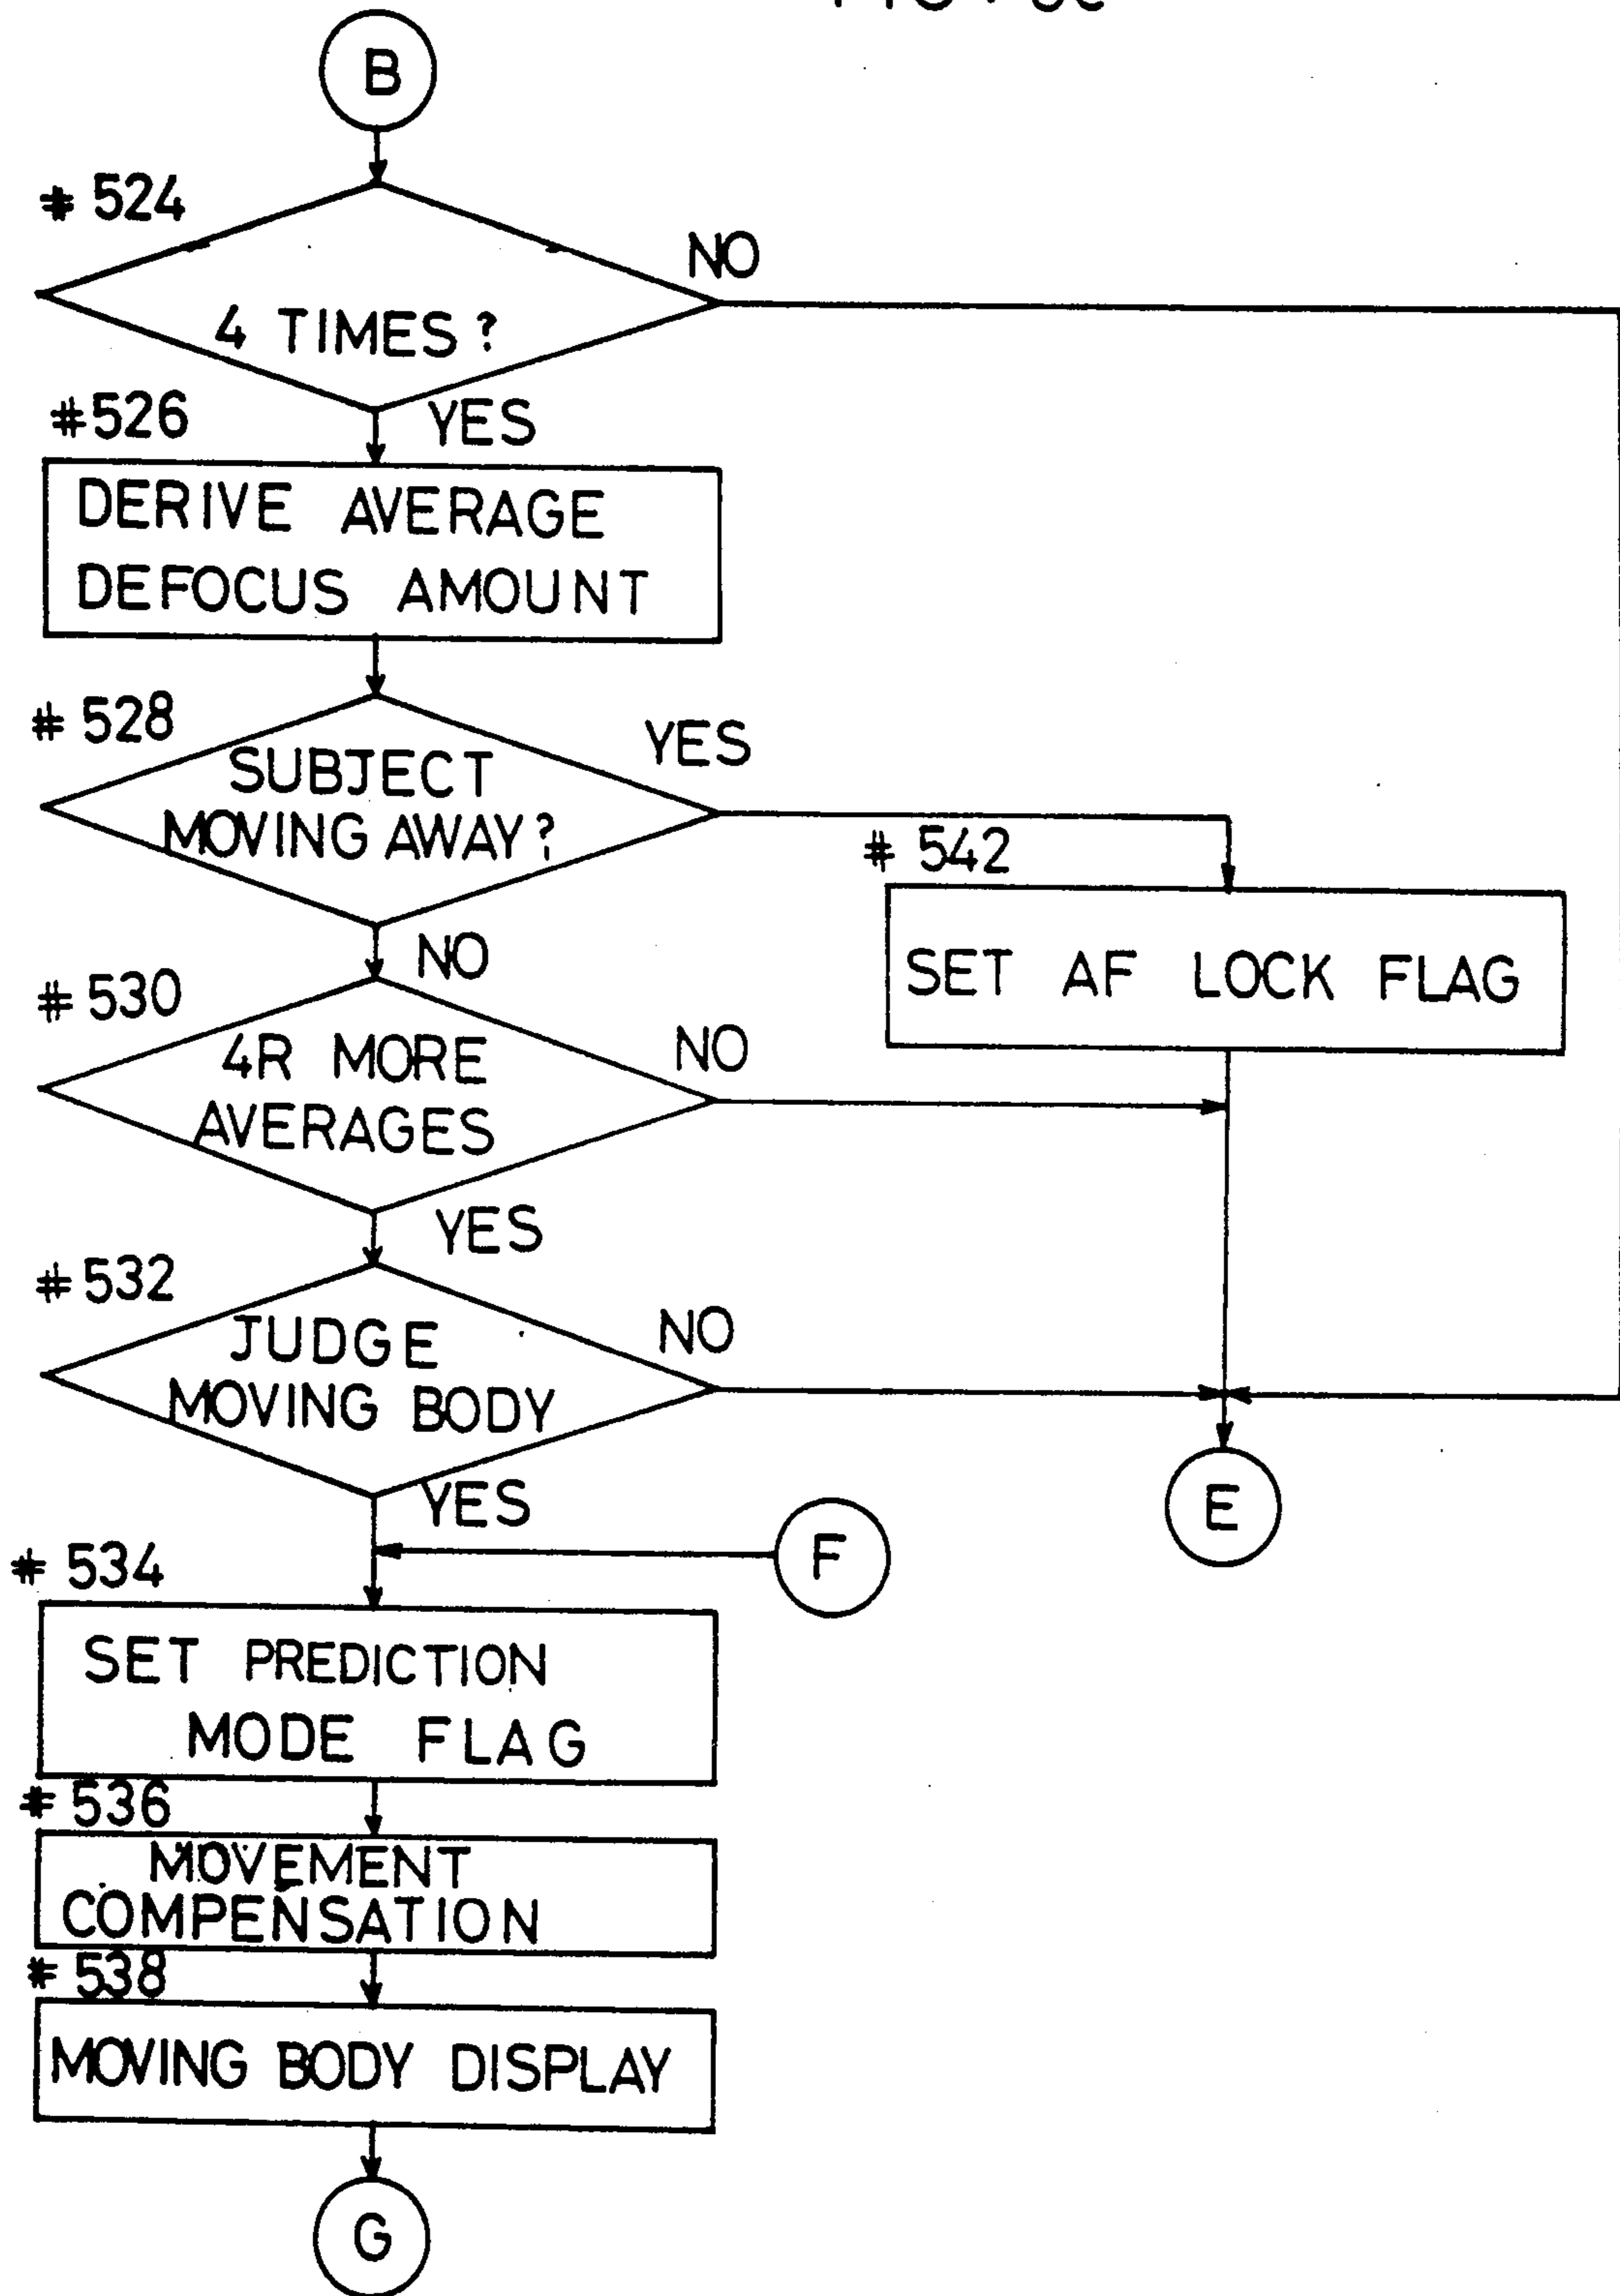 B
# 524
NO
4 TIMES?
#526
YES
DERIVE AVERAGE
DEFOCUS AMOUNT
# 528
YES
SUBJECT
MOVING AWAY?
# 542
SET AF LOCK FLAG
NO
# 530
4R MORE
AVERAGES
NO
YES
# 532
JUDGE
MOVING BODY
NO
YES
E
F
# 534
SET PREDICTION
MODE FLAG
# 536
MOVEMENT
COMPENSATION
# 538
MOVING BODY DISPLAY
G